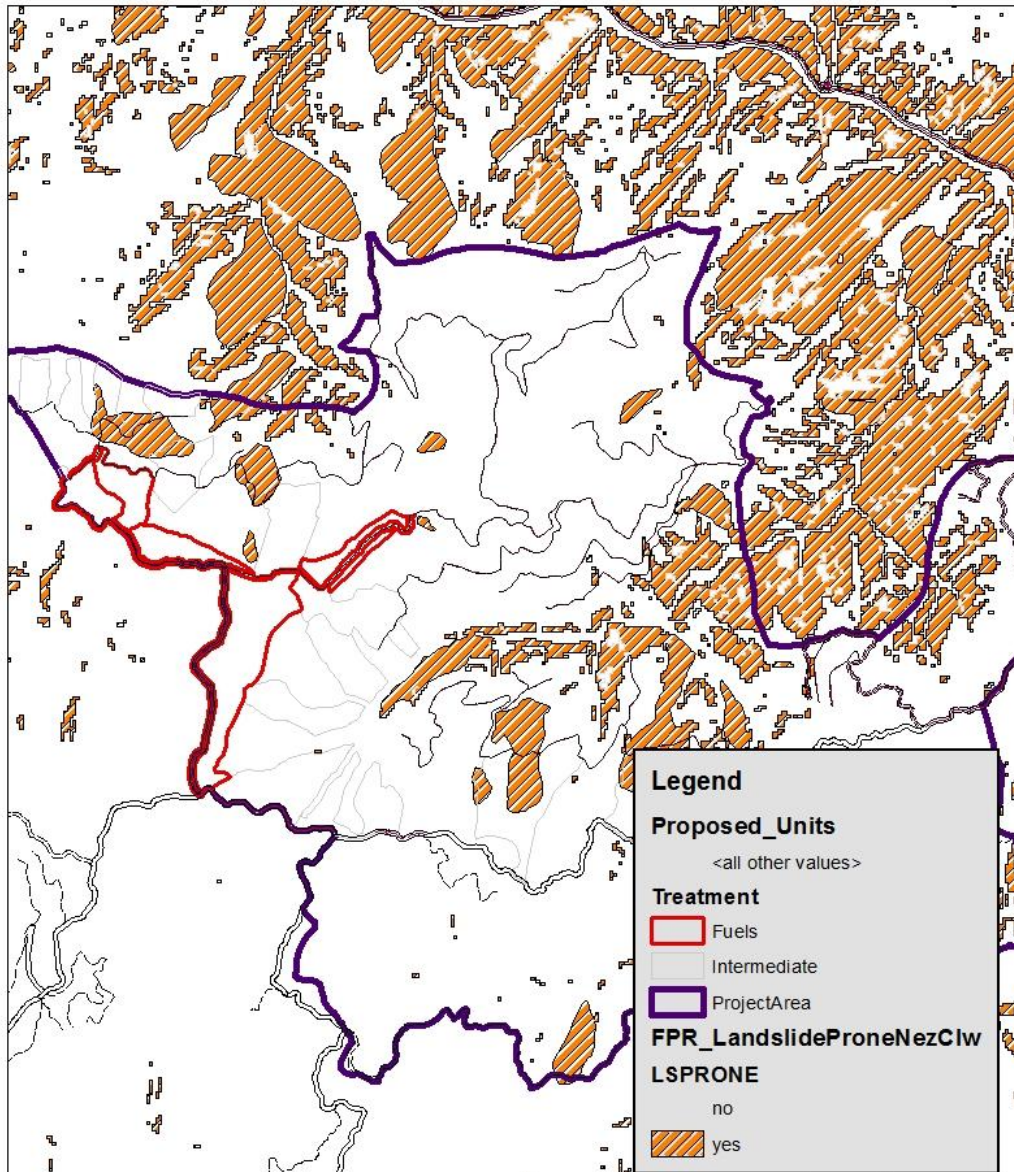 Legend
Proposed_Units
<all other values>
Treatment
Fuels
Intermediate
ProjectArea
FPR_LandslideProneNezClw
LSPRONE
no
yes